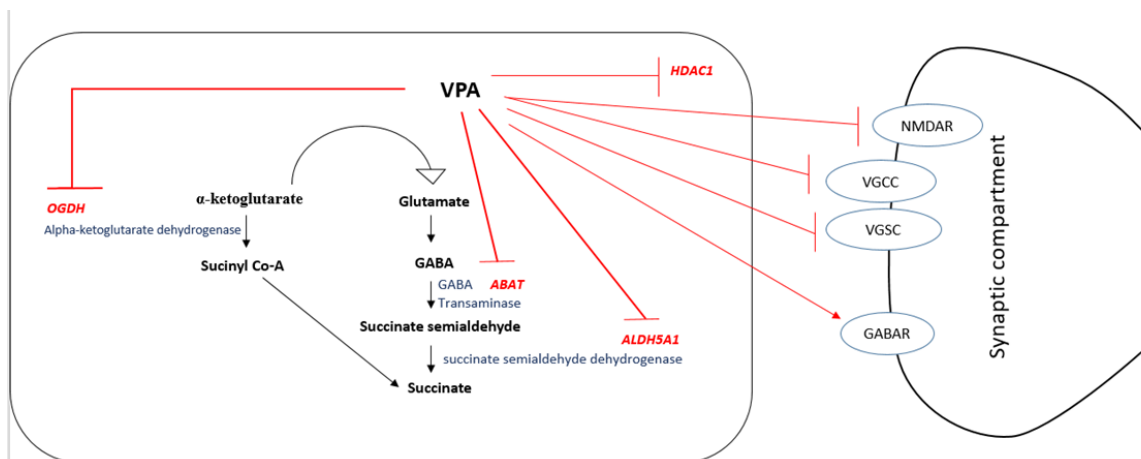 HDAC1
VPA
NMDAR
VGCC
VGSC
GABAR
Synaptic compartment
OGDH
Alpha-ketoglutarate dehydrogenase
α-ketoglutarate
Sucinyl Co-A
Glutamate
GABA
ABAT
GABA
Transaminase
Succinate semialdehyde
ALDH5A1
succinate semialdehyde dehydrogenase
Succinate